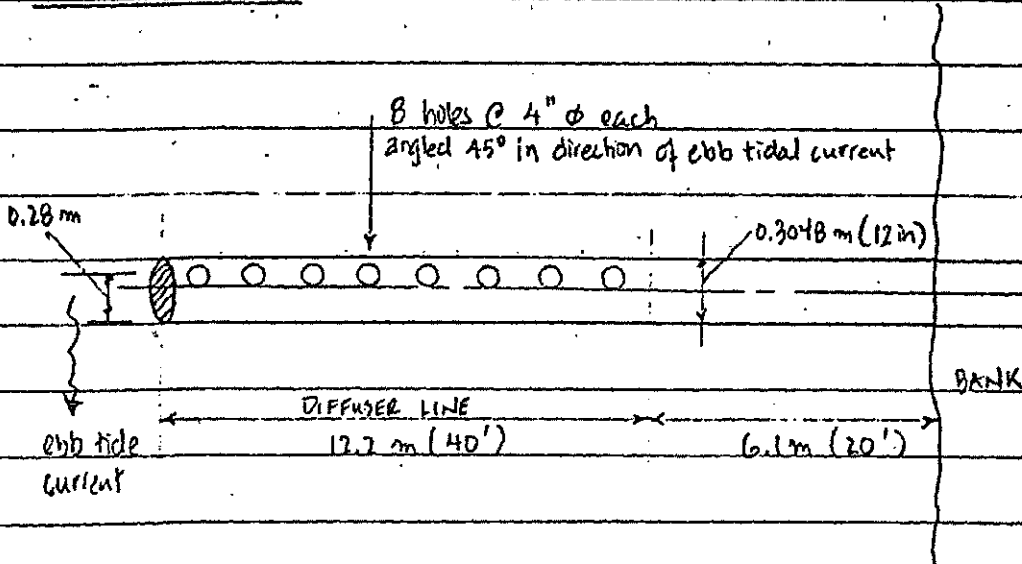 8 holes @ 4" ø each
angled 45° in direction of ebb tidal current
0.28 m
0.3048 m (12 in)
BANK
DIFFUSER LINE
12.2 m (40')
6.1 m (20')
ebb tide
current